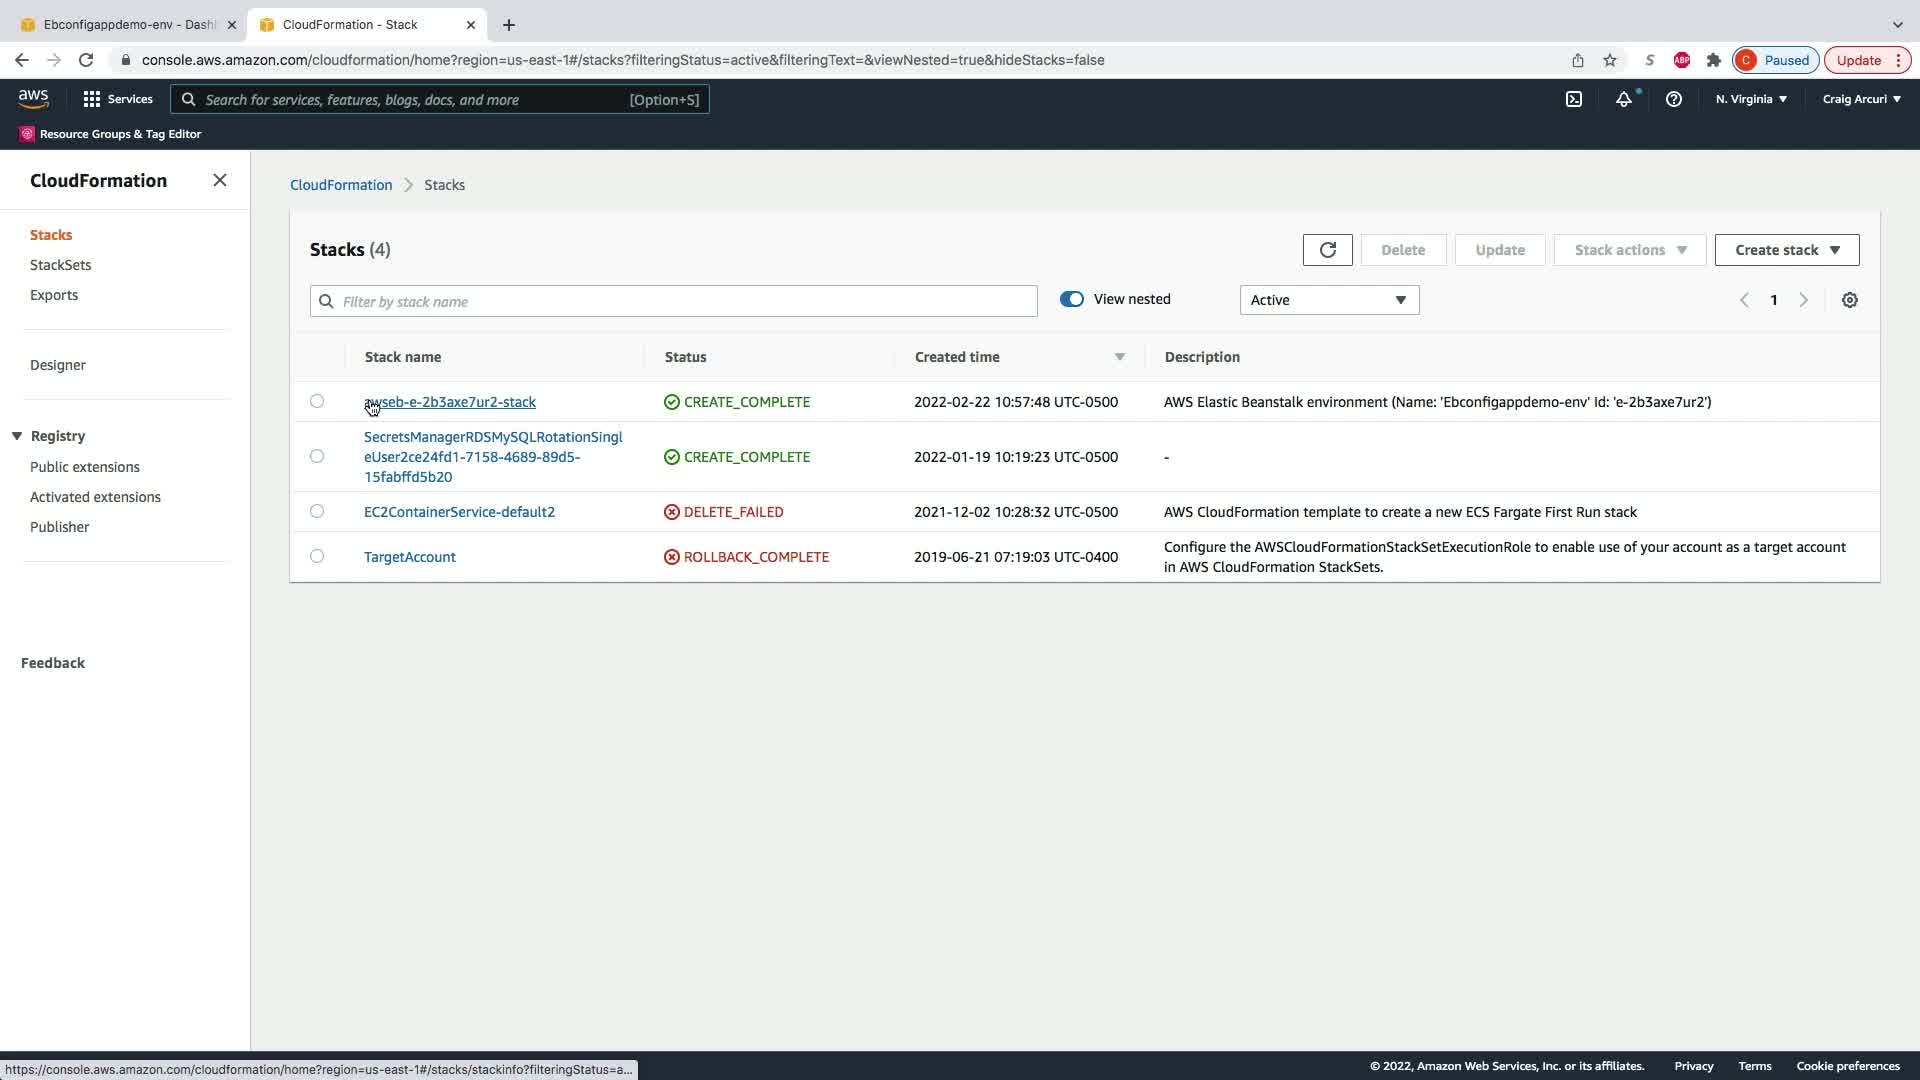 Ebconfigappdemo-env - Dash
CloudFormation - Stack
console.aws.amazon.com/cloudformation/home?region=us-east-1#/stacks?filteringStatus=active&filteringText=&viewNested=true&hideStacks=false
S
ABP
C Paused
Update
aws
Services
Search for services, features, blogs, docs, and more
[Option+S]
N. Virginia
Craig Arcuri
Resource Groups & Tag Editor
CloudFormation
Stacks
StackSets
Exports
Designer
Registry
Public extensions
Activated extensions
Publisher
Feedback
CloudFormation
Stacks
Stacks (4)
Delete
Update
Stack actions
Create stack
Filter by stack name
View nested
Active
1
Stack name
Status
Created time
Description
awseb-e-2b3axe7ur2-stack
CREATE_COMPLETE
2022-02-22 10:57:48 UTC-0500
AWS Elastic Beanstalk environment (Name: 'Ebconfigappdemo-env' Id: 'e-2b3axe7ur2')
SecretsManagerRDSMySQLRotationSingl
eUser2ce24fd1-7158-4689-89d5-
15fabffd5b20
CREATE_COMPLETE
2022-01-19 10:19:23 UTC-0500
-
EC2ContainerService-default2
DELETE_FAILED
2021-12-02 10:28:32 UTC-0500
AWS CloudFormation template to create a new ECS Fargate First Run stack
TargetAccount
ROLLBACK_COMPLETE
2019-06-21 07:19:03 UTC-0400
Configure the AWSCloudFormationStackSetExecutionRole to enable use of your account as a target account
in AWS CloudFormation StackSets.
https://console.aws.amazon.com/cloudformation/home?region=us-east-1#/stacks/stackinfo?filteringStatus=a...
© 2022, Amazon Web Services, Inc. or its affiliates.
Privacy
Terms
Cookie preferences